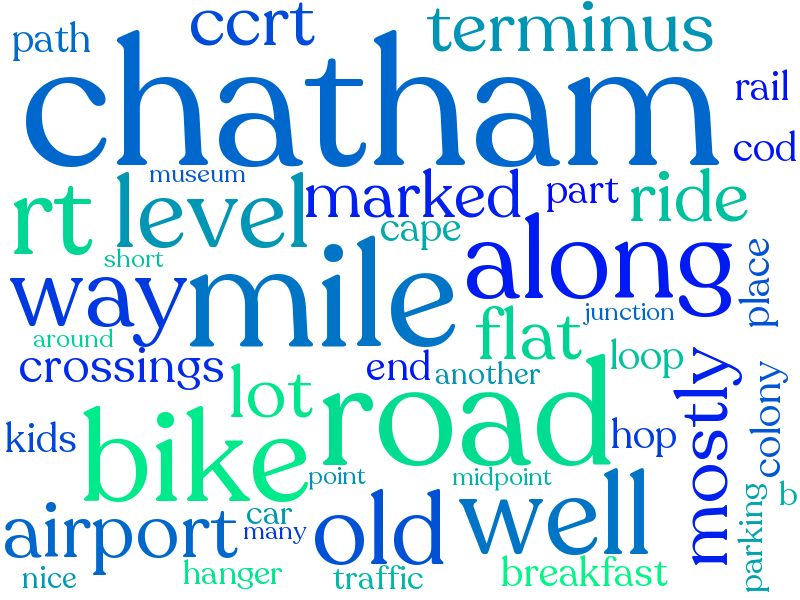 path
ccrt
terminus
chatham
rail
cod
museum
rt
level
marked
part
ride
cape
short
along
place
way
mile
junction
around
flat
crossings
end
another
loop
mostly
colony
lot
kids
bike
road
hop
point
midpoint
b
airport
car
many
old
well
parking
nice
hanger
traffic
breakfast